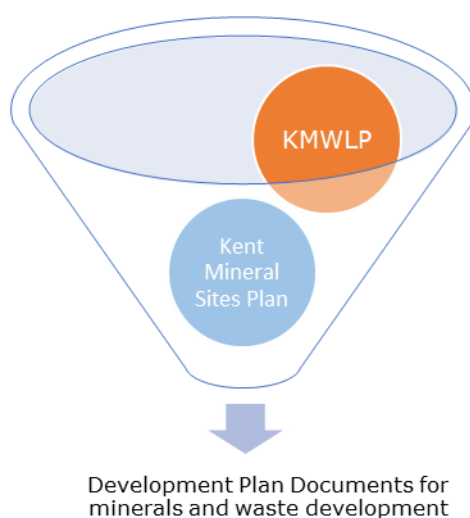 KMWLP
Kent
Mineral
Sites Plan
Development Plan Documents for
minerals and waste development